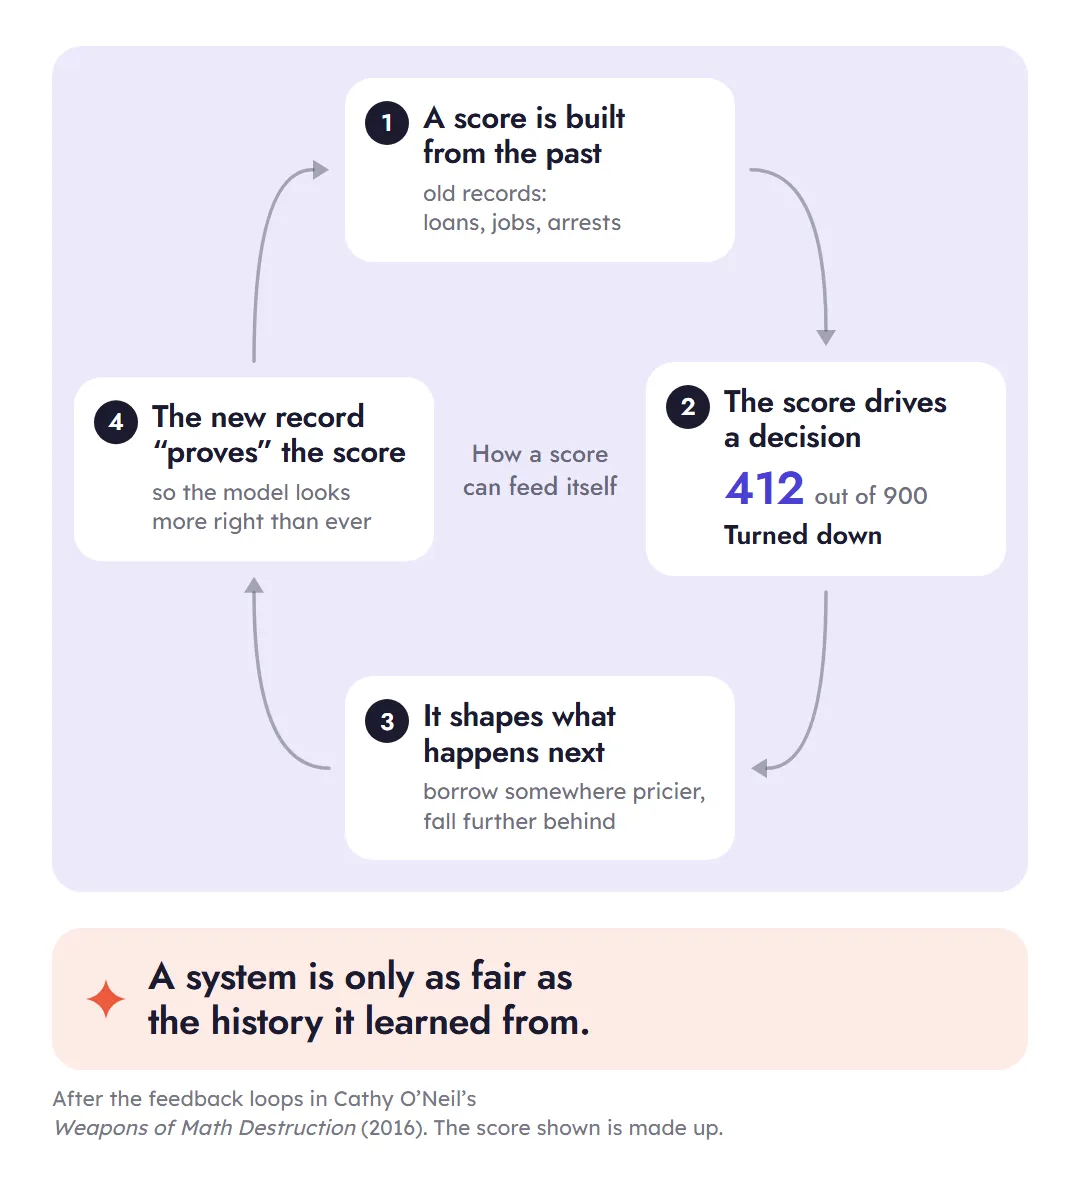 1
A score is built
from the past
old records:
loans, jobs, arrests
2
The score drives
a decision
412 out of 900
Turned down
3
It shapes what
happens next
borrow somewhere pricier,
fall further behind
4
The new record
“proves” the score
so the model looks
more right than ever
How a score
can feed itself
A system is only as fair as
the history it learned from.
After the feedback loops in Cathy O’Neil’s
Weapons of Math Destruction (2016). The score shown is made up.